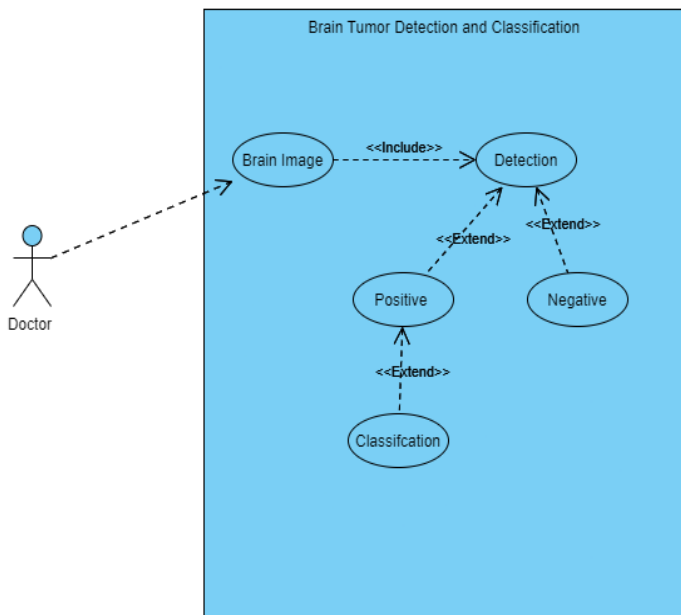 Brain Tumor Detection and Classification
<<Include>>
Brain Image
Detection
<<Extend>>
<<Extend>>
Doctor
Positive
Negative
<<Extend>>
Classifcation